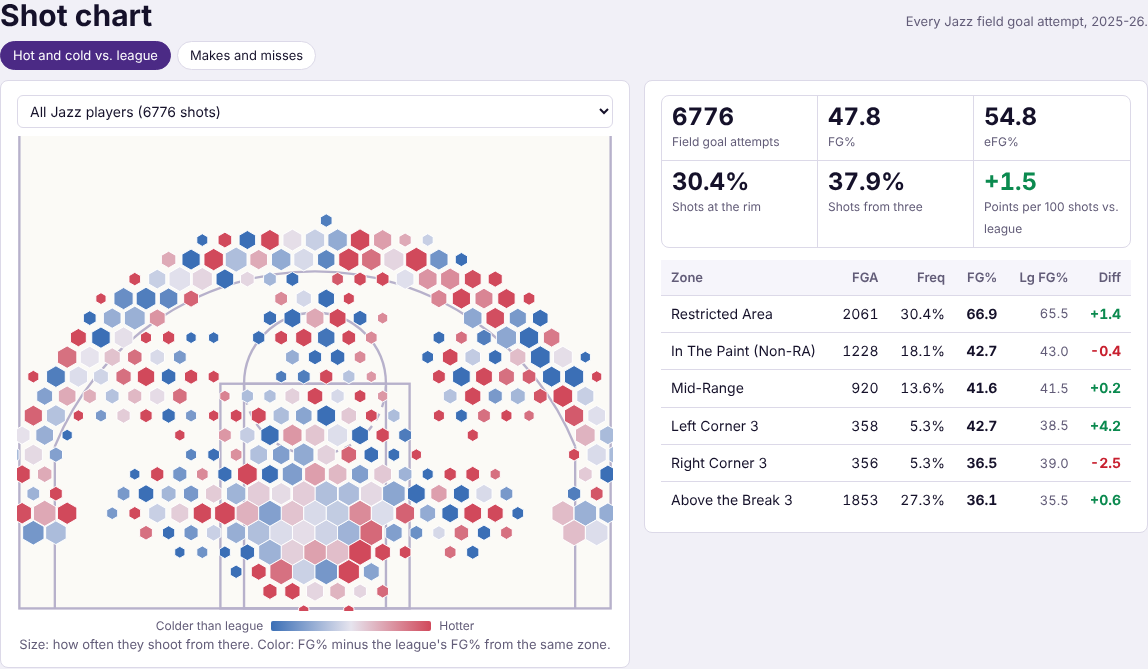 Shot chart
Every Jazz field goal attempt, 2025-26.
Hot and cold vs. league
Makes and misses
All Jazz players (6776 shots)
6776
Field goal attempts
47.8
FG%
54.8
eFG%
30.4%
Shots at the rim
37.9%
Shots from three
+1.5
Points per 100 shots vs.
league
Zone FGA Freq FG% Lg FG% Diff
Restricted Area 2061 30.4% 66.9 65.5 +1.4
In The Paint (Non-RA) 1228 18.1% 42.7 43.0 -0.4
Mid-Range 920 13.6% 41.6 41.5 +0.2
Left Corner 3 358 5.3% 42.7 38.5 +4.2
Right Corner 3 356 5.3% 36.5 39.0 -2.5
Above the Break 3 1853 27.3% 36.1 35.5 +0.6
Colder than league Hotter
Size: how often they shoot from there. Color: FG% minus the league's FG% from the same zone.